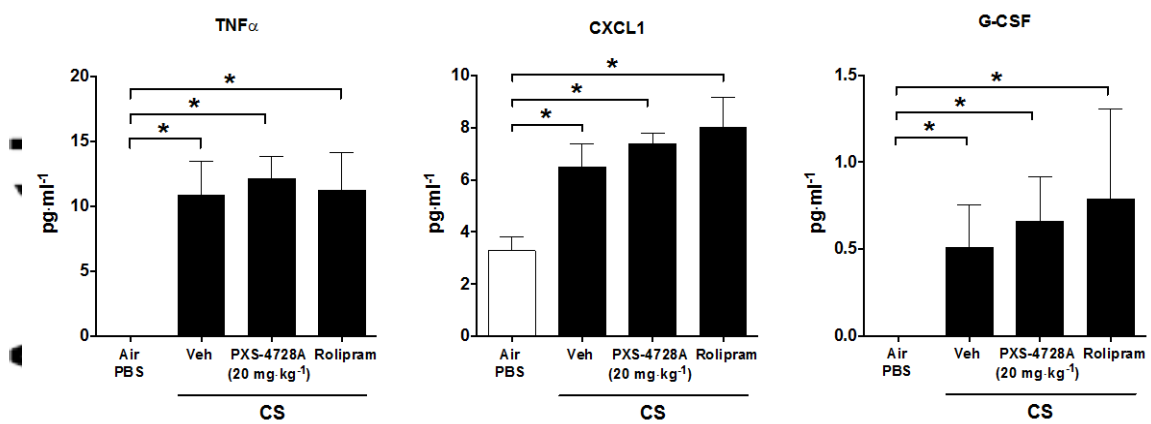 TNFα
20
15
10
5
0
pg·ml⁻¹
*
*
*
Air
PBS
Veh
PXS-4728A
(20 mg·kg⁻¹)
Rolipram
CS
CXCL1
10
8
6
4
2
0
pg·ml⁻¹
*
*
*
Air
PBS
Veh
PXS-4728A
(20 mg·kg⁻¹)
Rolipram
CS
G-CSF
1.5
1.0
0.5
0.0
pg·ml⁻¹
*
*
*
Air
PBS
Veh
PXS-4728A
(20 mg·kg⁻¹)
Rolipram
CS